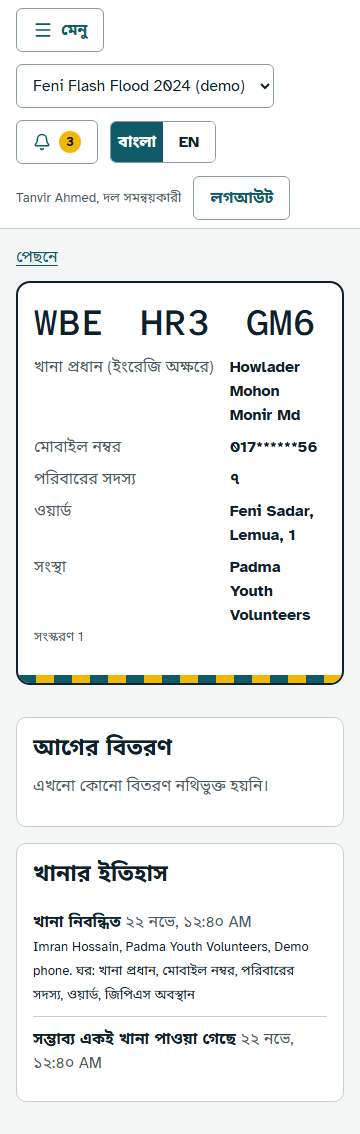 মেনু
Feni Flash Flood 2024 (demo)
3
বাংলা EN
Tanvir Ahmed, দল সমন্বয়কারী লগআউট
পেছনে
WBE HR3 GM6
খানা প্রধান (ইংরেজি অক্ষরে) Howlader
Mohon
Monir Md
মোবাইল নম্বর 017******56
পরিবারের সদস্য ৭
ওয়ার্ড Feni Sadar,
Lemua, 1
সংস্থা Padma
Youth
Volunteers
সংস্করণ 1
আগের বিতরণ
এখনো কোনো বিতরণ নথিভুক্ত হয়নি।
খানার ইতিহাস
খানা নিবন্ধিত ২২ নভে, ১২:৪০ AM
Imran Hossain, Padma Youth Volunteers, Demo
phone. ঘর: খানা প্রধান, মোবাইল নম্বর, পরিবারের
সদস্য, ওয়ার্ড, জিপিএস অবস্থান
সম্ভাব্য একই খানা পাওয়া গেছে ২২ নভে,
১২:৪০ AM